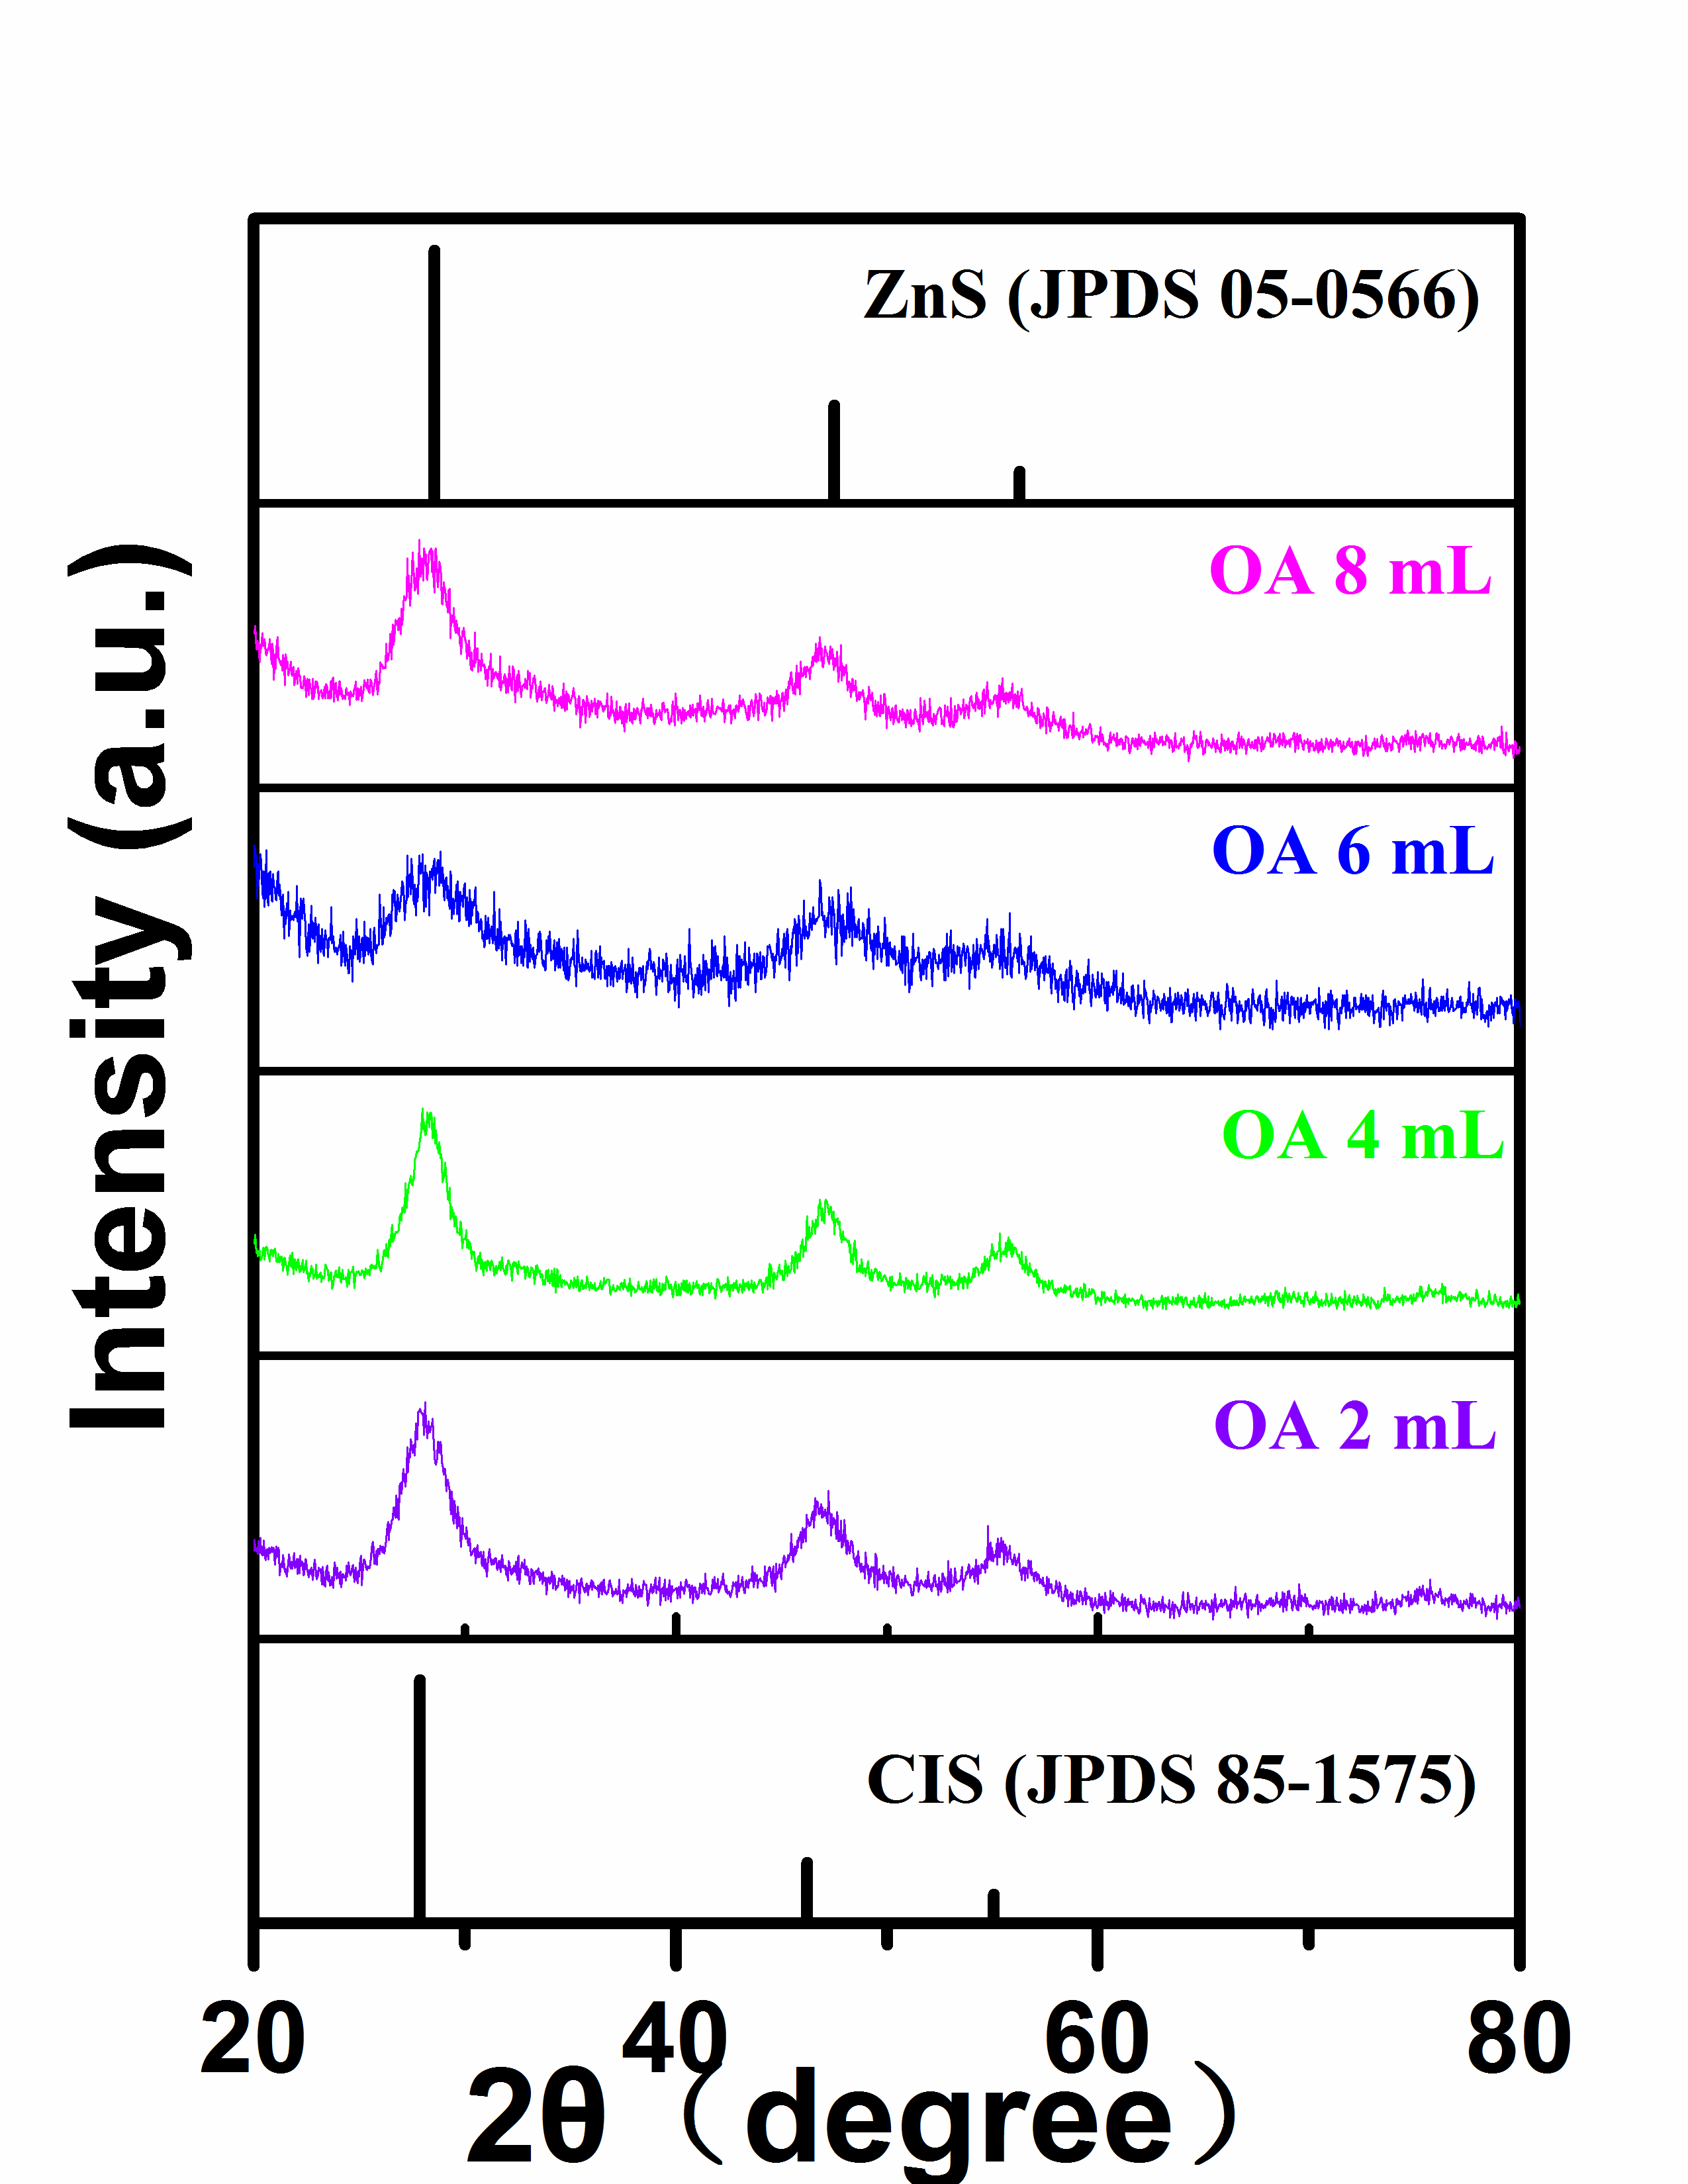 ZnS (JPDS 05-0566)
OA 8 mL
OA 6 mL
OA 4 mL
OA 2 mL
CIS (JPDS 85-1575)
Intensity (a.u.)
20 40 60 80
2θ（degree）